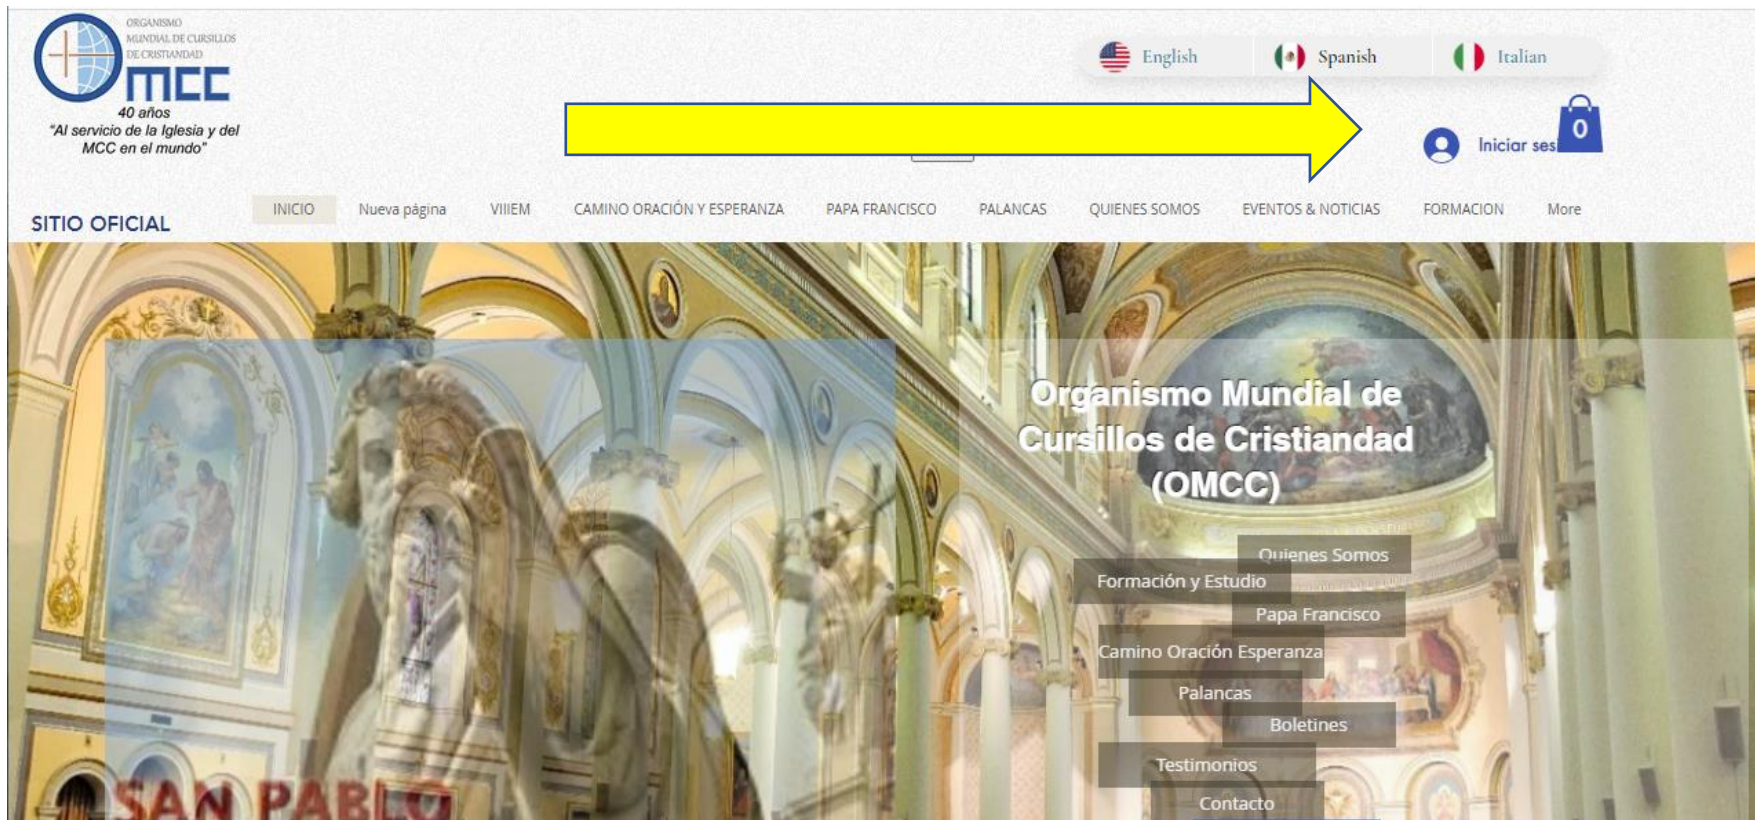 ORGANISMO
MUNDIAL DE CURSILLOS
DE CRISTIANDAD
OMCC
40 años
"Al servicio de la Iglesia y del
MCC en el mundo"
English
Spanish
Italian
Iniciar ses
0
SITIO OFICIAL
INICIO
Nueva página
VIIIEM
CAMINO ORACIÓN Y ESPERANZA
PAPA FRANCISCO
PALANCAS
QUIENES SOMOS
EVENTOS & NOTICIAS
FORMACION
More
Organismo Mundial de
Cursillos de Cristiandad
(OMCC)
Quienes Somos
Formación y Estudio
Papa Francisco
Camino Oración Esperanza
Palancas
Boletines
Testimonios
Contacto
SAN PABLO